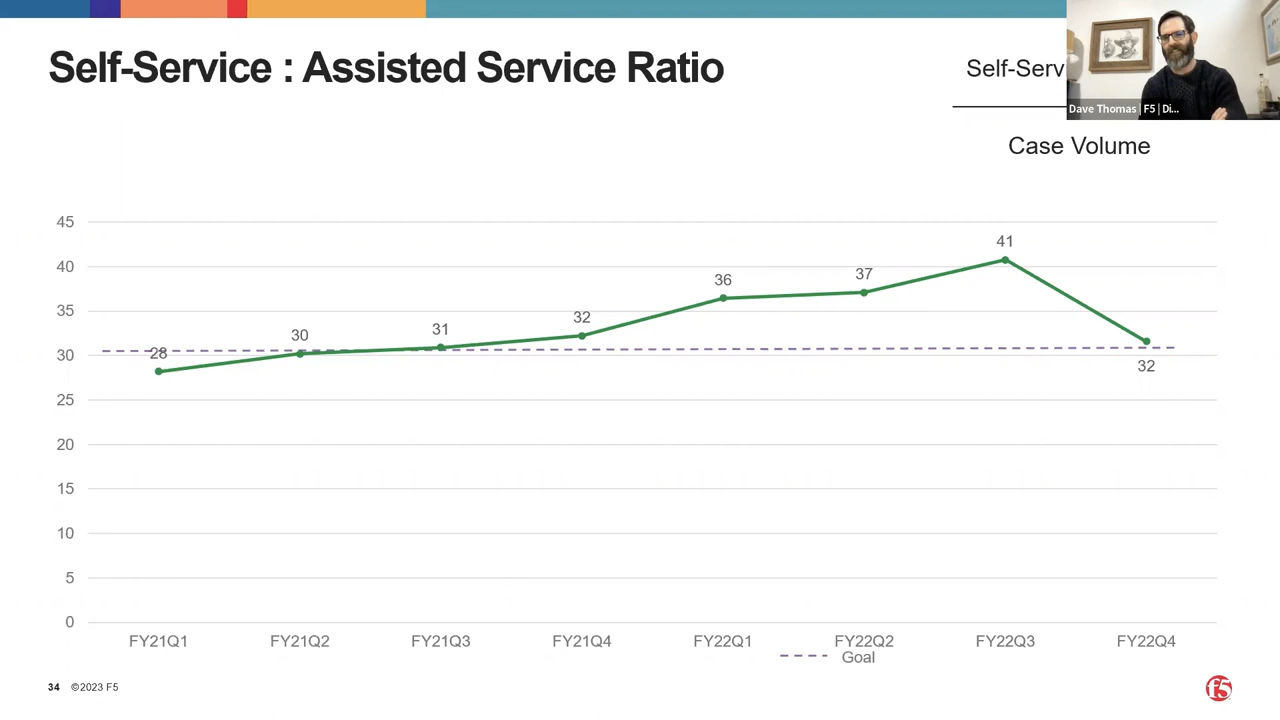 Self-Service : Assisted Service Ratio
Self-Serv
Dave Thomas | F5 | Di...
Case Volume
45
40
35
30
25
20
15
10
5
0
28
30
31
32
36
37
41
32
FY21Q1
FY21Q2
FY21Q3
FY21Q4
FY22Q1
FY22Q2
FY22Q3
FY22Q4
Goal
34 ©2023 F5
f5